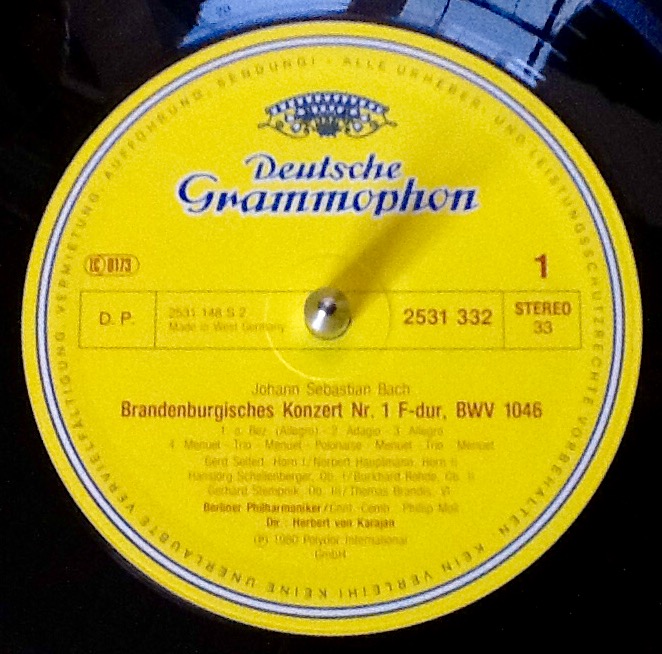 VERMIETUNG, AUFFÜHRUNG, SENDUNG! · ALLE URHEBER- UND LEISTUNGSSCHUTZRECHTE VORBEHALTEN · KEIN VERLEIH! KEINE UNERLAUBTE VERVIELFÄLTIGUNG,
Deutsche
Grammophon
LC 0173
1
D. P.
2531 148 S 2
Made in West Germany
2531 332
STEREO
33
Johann Sebastian Bach
Brandenburgisches Konzert Nr. 1 F-dur, BWV 1046
1. o. Bez. (Allegro) · 2. Adagio · 3. Allegro
4. Menuet - Trio - Menuet - Polonaise - Menuet - Trio - Menuet
Gerd Seifert, Horn I/Norbert Hauptmann, Horn II
Hansjörg Schellenberger, Ob. I/Burkhard Rohde, Ob. II
Gerhard Stempnik, Ob. III/Thomas Brandis, Vl.
Berliner Philharmoniker/Cont. Cemb.: Phillip Moll
Dir.: Herbert von Karajan
℗ 1980 Polydor International
GmbH